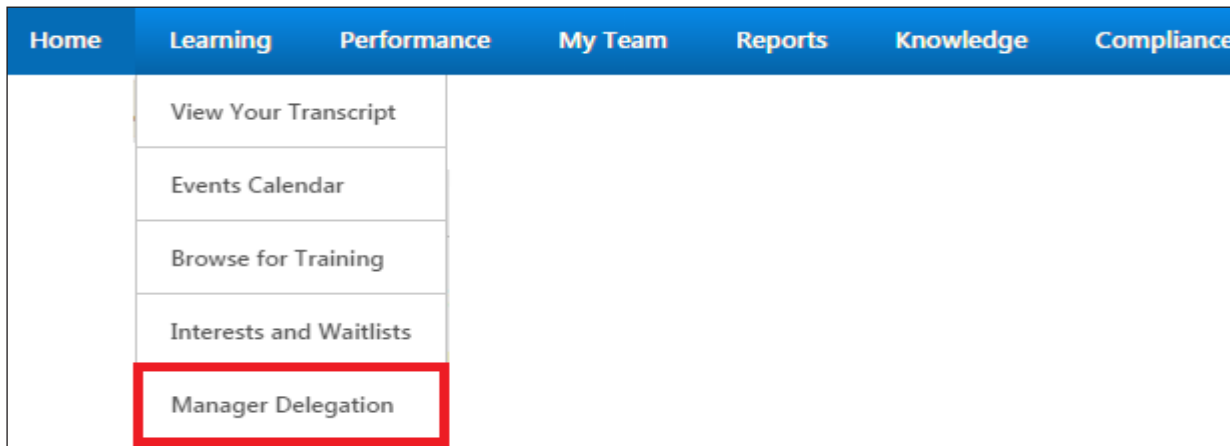 Home Learning Performance My Team Reports Knowledge Compliance
View Your Transcript
Events Calendar
Browse for Training
Interests and Waitlists
Manager Delegation